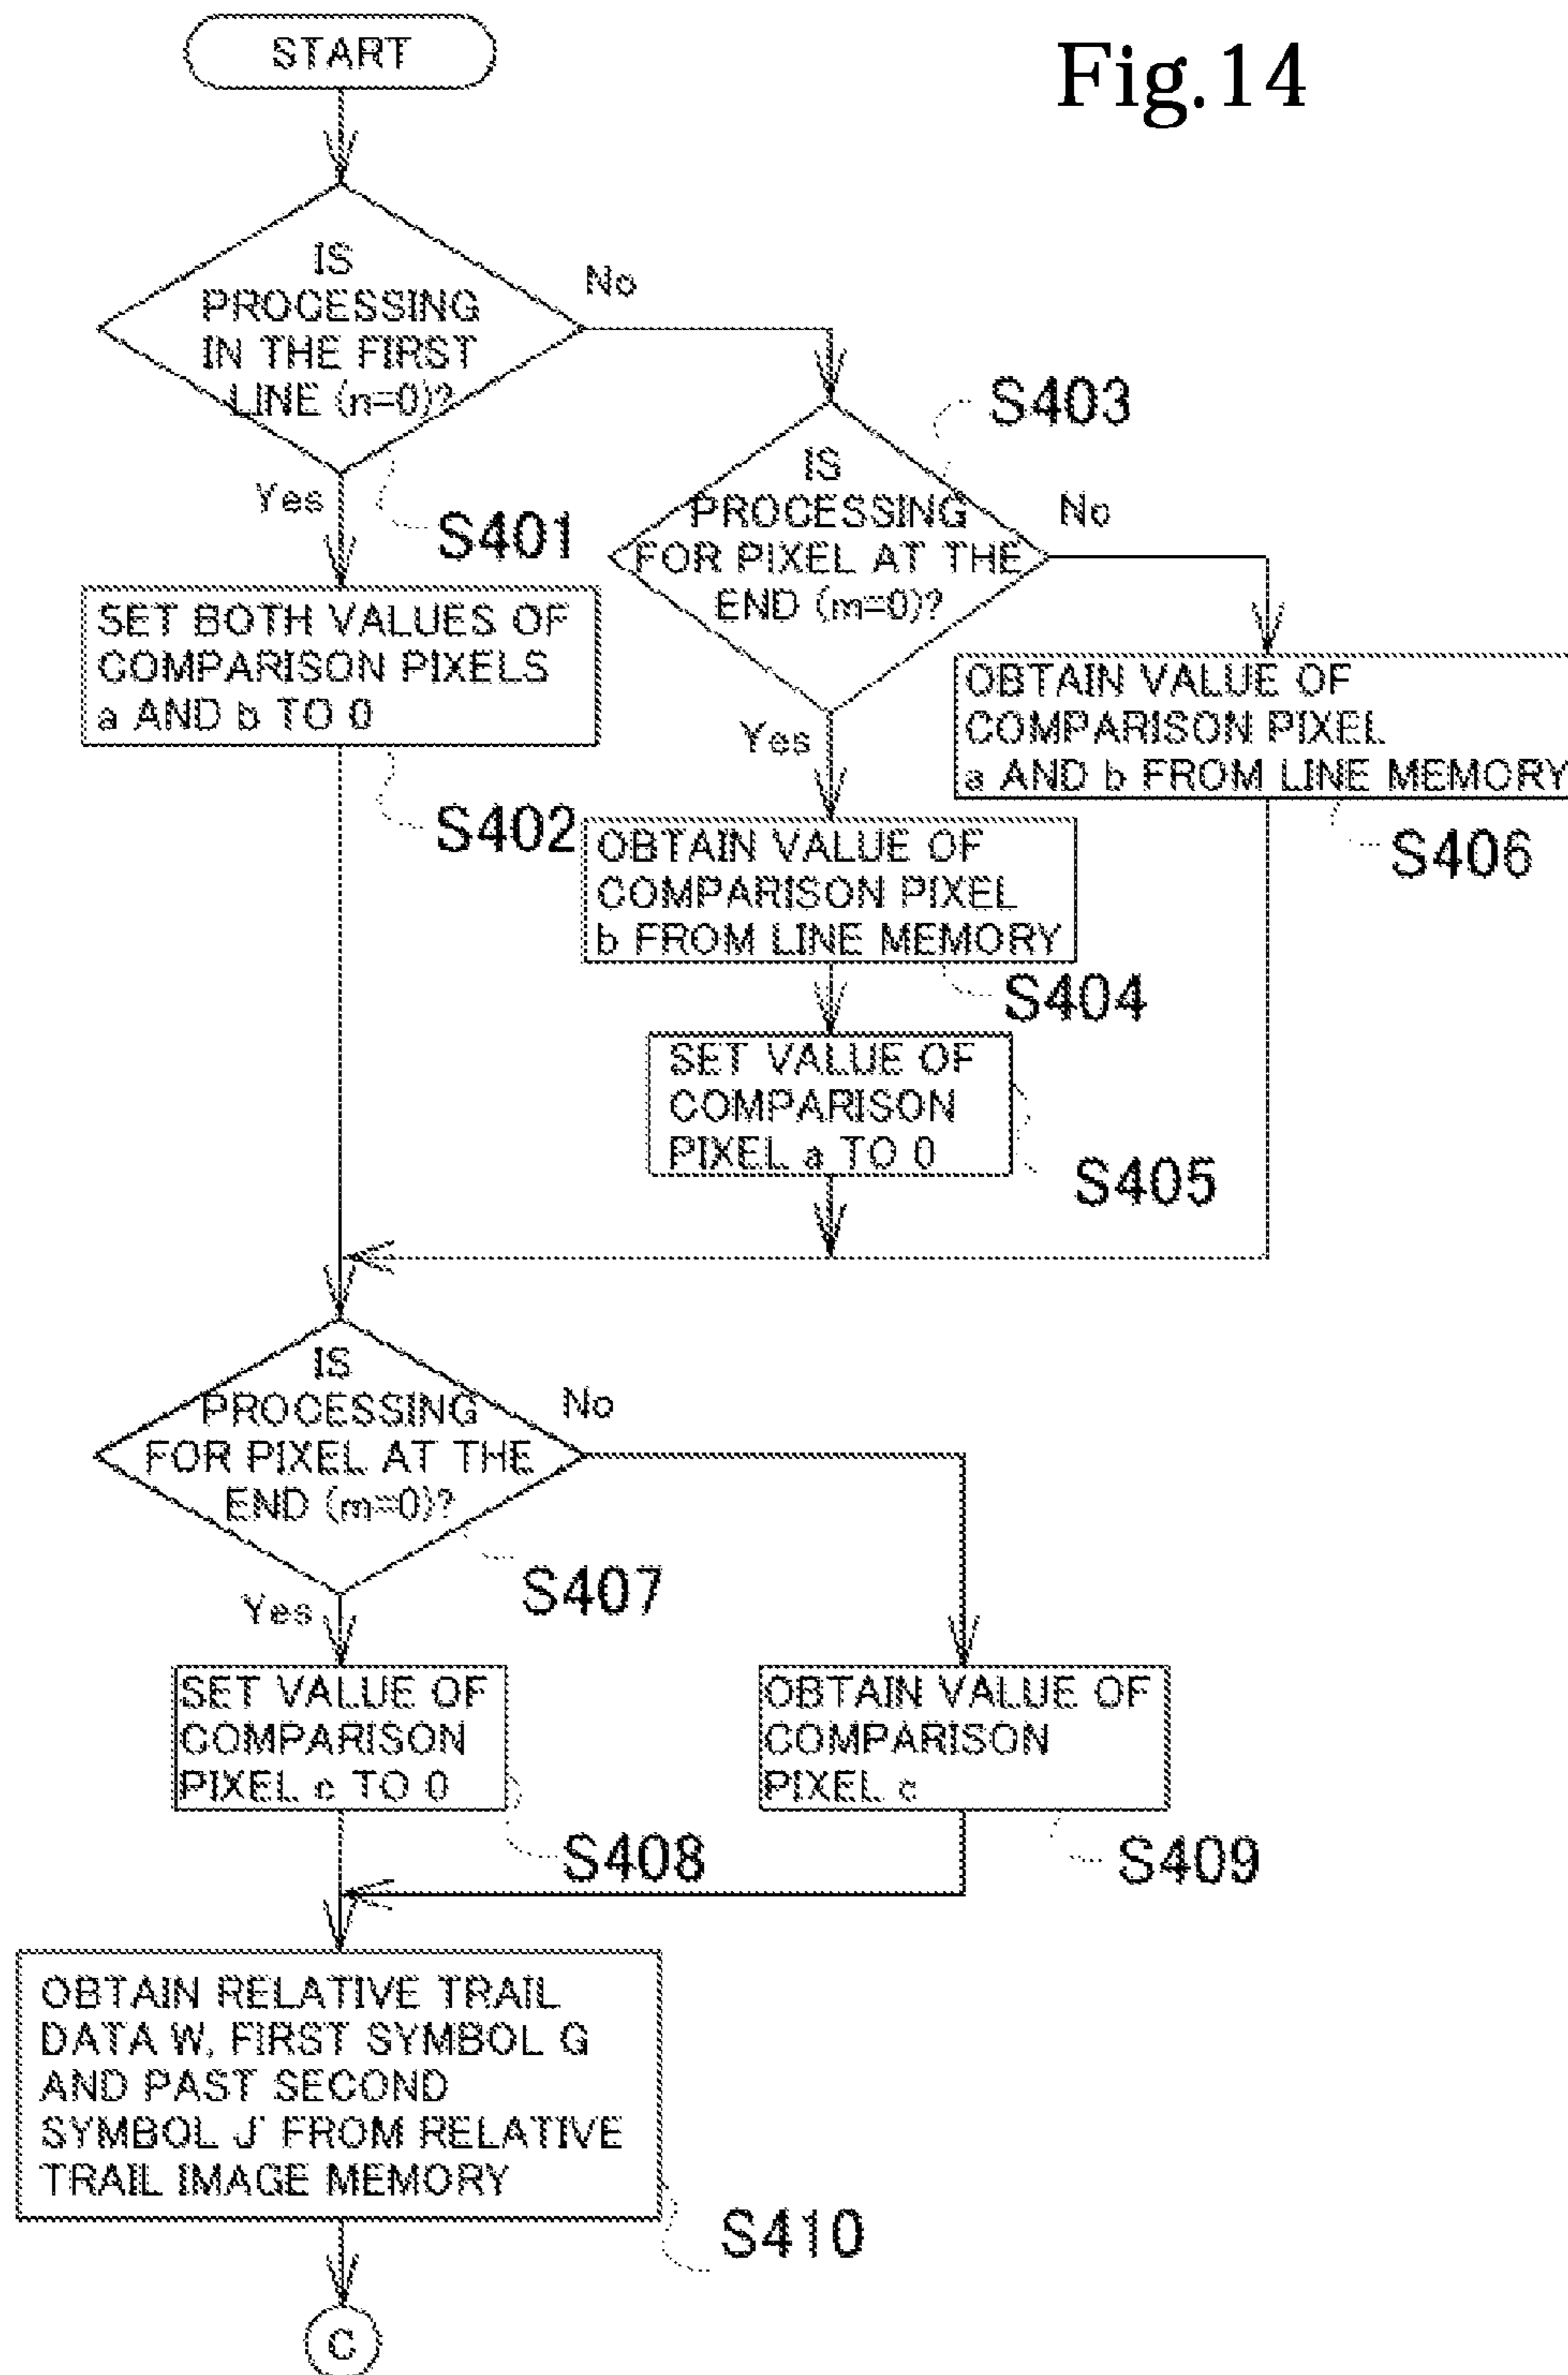 Fig.14
START
IS
PROCESSING
IN THE FIRST
LINE (n=0)?
No
Yes
S401
SET BOTH VALUES OF
COMPARISON PIXELS
a AND b TO 0
S402
IS
PROCESSING
FOR PIXEL AT THE
END (m=0)?
S403
No
Yes
OBTAIN VALUE OF
COMPARISON PIXEL
a AND b FROM LINE MEMORY
S406
OBTAIN VALUE OF
COMPARISON PIXEL
b FROM LINE MEMORY
S404
SET VALUE OF
COMPARISON
PIXEL a TO 0
S405
IS
PROCESSING
FOR PIXEL AT THE
END (m=0)?
No
S407
Yes
SET VALUE OF
COMPARISON
PIXEL c TO 0
S408
OBTAIN VALUE OF
COMPARISON
PIXEL c
S409
OBTAIN RELATIVE TRAIL
DATA W, FIRST SYMBOL G
AND PAST SECOND
SYMBOL J' FROM RELATIVE
TRAIL IMAGE MEMORY
S410
C